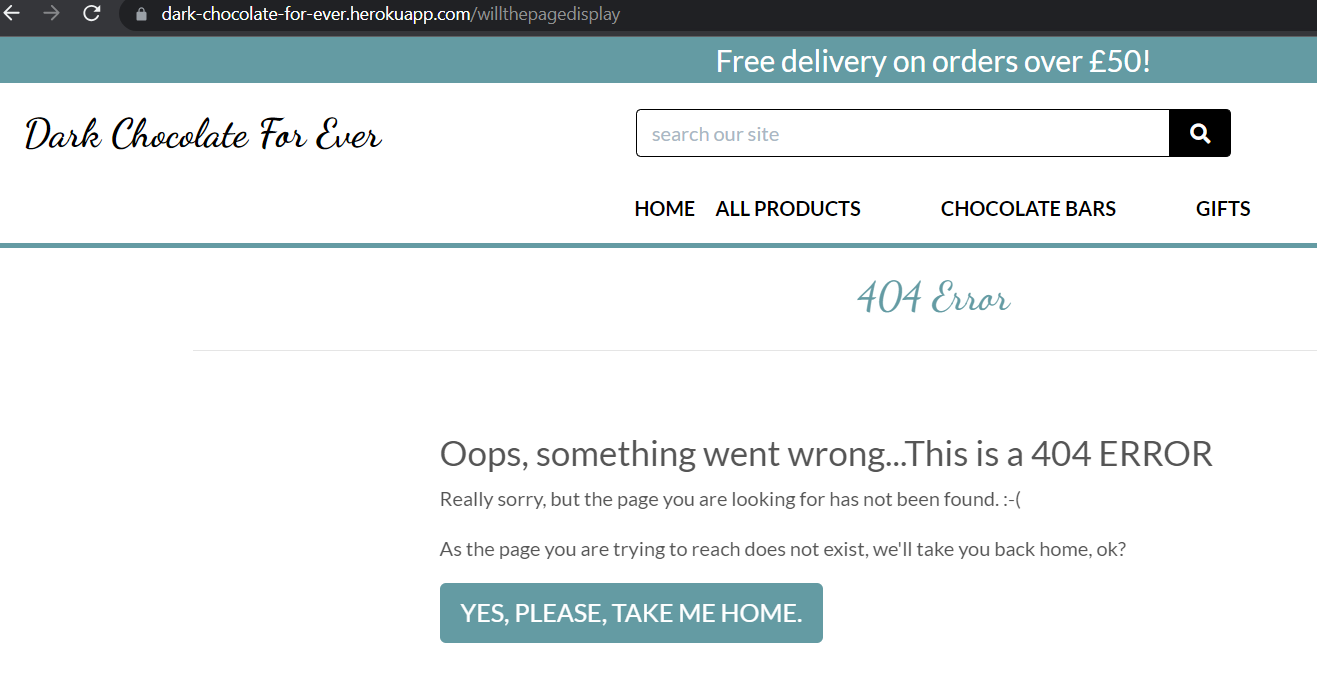 dark-chocolate-for-ever.herokuapp.com/willthepagedisplay
Free delivery on orders over £50!
Dark Chocolate For Ever
search our site
HOME ALL PRODUCTS CHOCOLATE BARS GIFTS
404 Error
Oops, something went wrong...This is a 404 ERROR
Really sorry, but the page you are looking for has not been found. :-(
As the page you are trying to reach does not exist, we'll take you back home, ok?
YES, PLEASE, TAKE ME HOME.